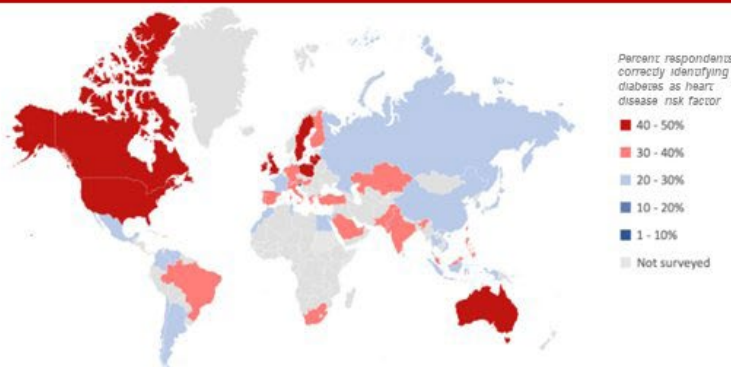 Percent respondents
correctly identifying
diabetes as heart
disease risk factor
40 - 50%
30 - 40%
20 - 30%
10 - 20%
1 - 10%
Not surveyed